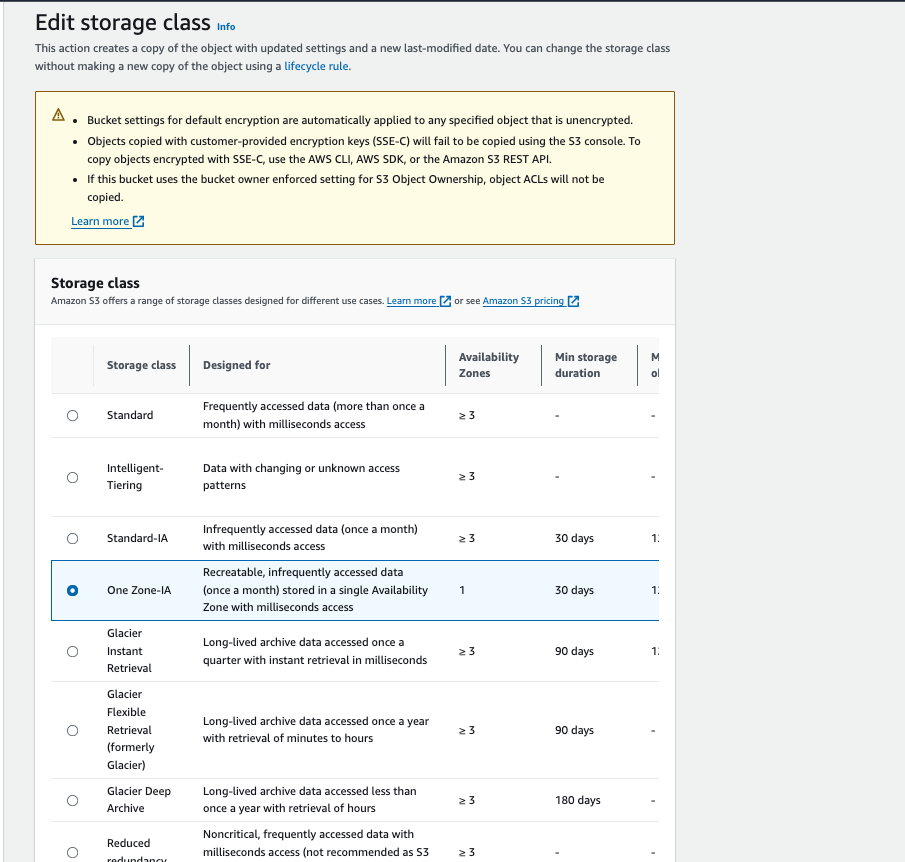 Edit storage class Info
This action creates a copy of the object with updated settings and a new last-modified date. You can change the storage class
without making a new copy of the object using a lifecycle rule.
• Bucket settings for default encryption are automatically applied to any specified object that is unencrypted.
• Objects copied with customer-provided encryption keys (SSE-C) will fail to be copied using the S3 console. To
copy objects encrypted with SSE-C, use the AWS CLI, AWS SDK, or the Amazon S3 REST API.
• If this bucket uses the bucket owner enforced setting for S3 Object Ownership, object ACLs will not be
copied.
Learn more
Storage class
Amazon S3 offers a range of storage classes designed for different use cases. Learn more or see Amazon S3 pricing
Storage class
Designed for
Availability
Zones
Min storage
duration
Standard
Frequently accessed data (more than once a
month) with milliseconds access
≥ 3
-
-
Intelligent-
Tiering
Data with changing or unknown access
patterns
≥ 3
-
-
Standard-IA
Infrequently accessed data (once a month)
with milliseconds access
≥ 3
30 days
One Zone-IA
Recreatable, infrequently accessed data
(once a month) stored in a single Availability
Zone with milliseconds access
1
30 days
Glacier
Instant
Retrieval
Long-lived archive data accessed once a
quarter with instant retrieval in milliseconds
≥ 3
90 days
Glacier
Flexible
Retrieval
(formerly
Glacier)
Long-lived archive data accessed once a year
with retrieval of minutes to hours
≥ 3
90 days
-
Glacier Deep
Archive
Long-lived archive data accessed less than
once a year with retrieval of hours
≥ 3
180 days
-
Reduced
redundancy
Noncritical, frequently accessed data with
milliseconds access (not recommended as S3
≥ 3
-
-